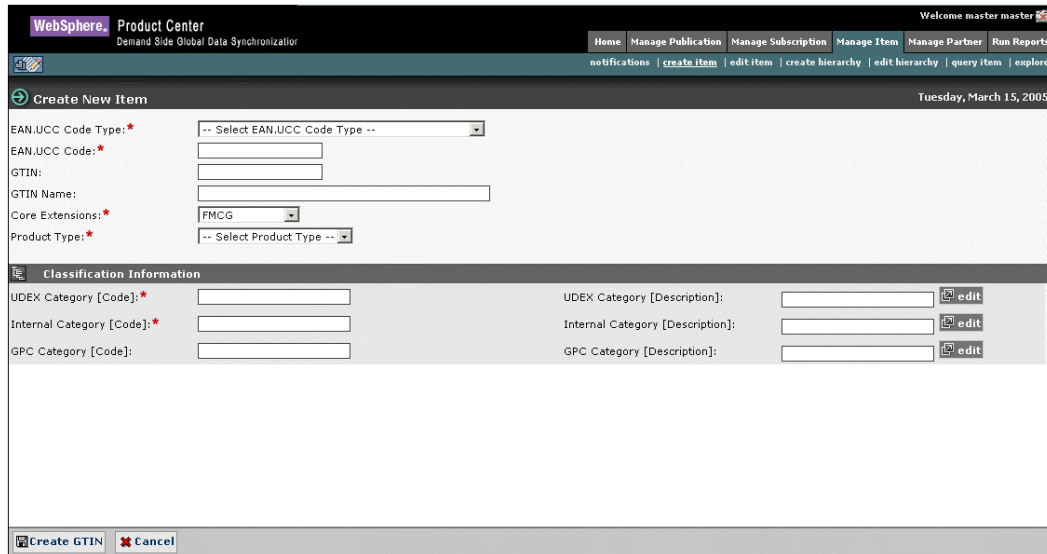 Welcome master master
WebSphere. Product Center
Demand Side Global Data Synchronization
Home Manage Publication Manage Subscription Manage Item Manage Partner Run Reports
notifications | create item | edit item | create hierarchy | edit hierarchy | query item | explore
Create New Item Tuesday, March 15, 2005
EAN.UCC Code Type:* -- Select EAN.UCC Code Type --
EAN.UCC Code:*
GTIN:
GTIN Name:
Core Extensions:* FMCG
Product Type:* -- Select Product Type --
Classification Information
UDEX Category [Code]:* UDEX Category [Description]: edit
Internal Category [Code]:* Internal Category [Description]: edit
GPC Category [Code]: GPC Category [Description]: edit
Create GTIN Cancel